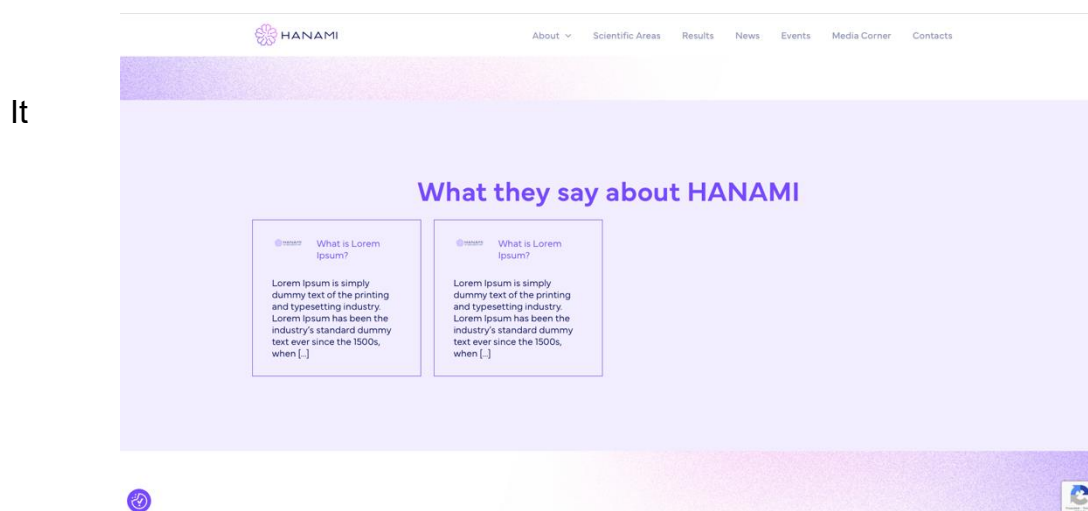 HANAMI
About
Scientific Areas
Results
News
Events
Media Corner
Contacts
It
What they say about HANAMI
HANAMI
What is Lorem
Ipsum?
Lorem Ipsum is simply
dummy text of the printing
and typesetting industry.
Lorem Ipsum has been the
industry's standard dummy
text ever since the 1500s,
when [...]
HANAMI
What is Lorem
Ipsum?
Lorem Ipsum is simply
dummy text of the printing
and typesetting industry.
Lorem Ipsum has been the
industry's standard dummy
text ever since the 1500s,
when [...]